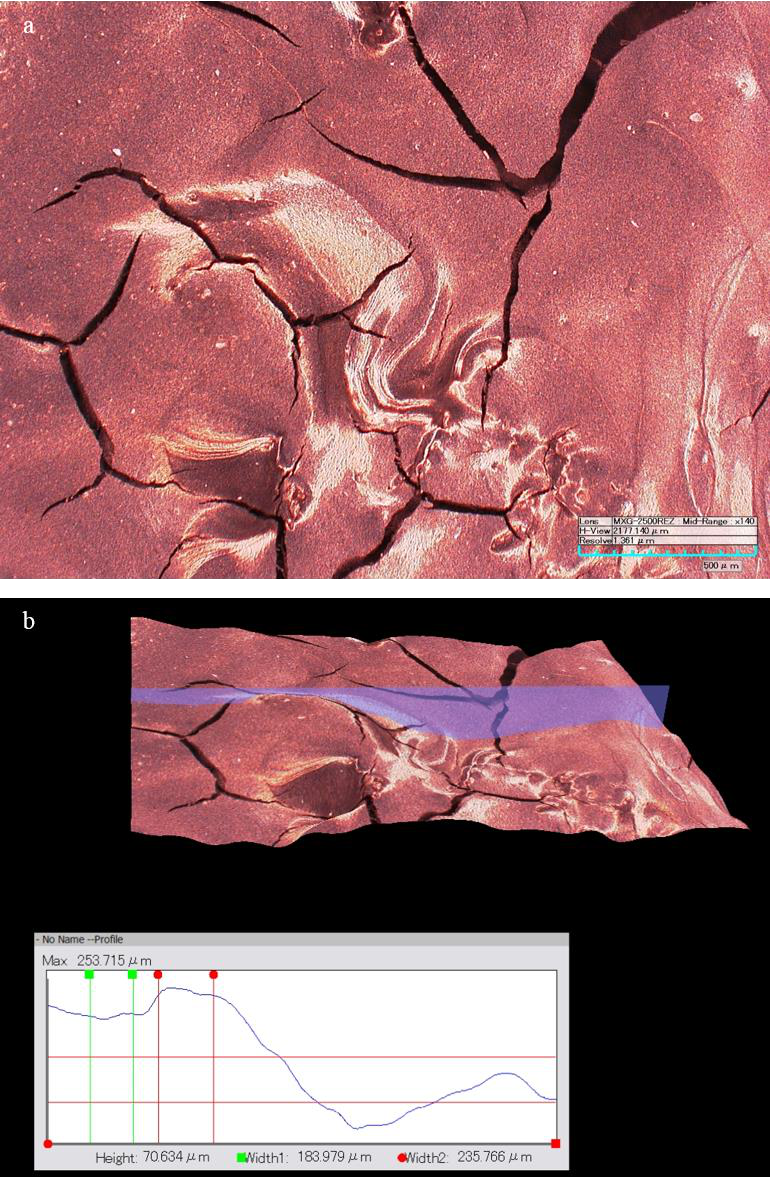 a
Lens MXG-2500REZ : Mid-Range : x140
H-View 2177.140 μm
Resolve 1.361 μm
500 μm
b
- No Name --Profile
Max 253.715 μm
Height: 70.634 μm Width1: 183.979 μm Width2: 235.766 μm